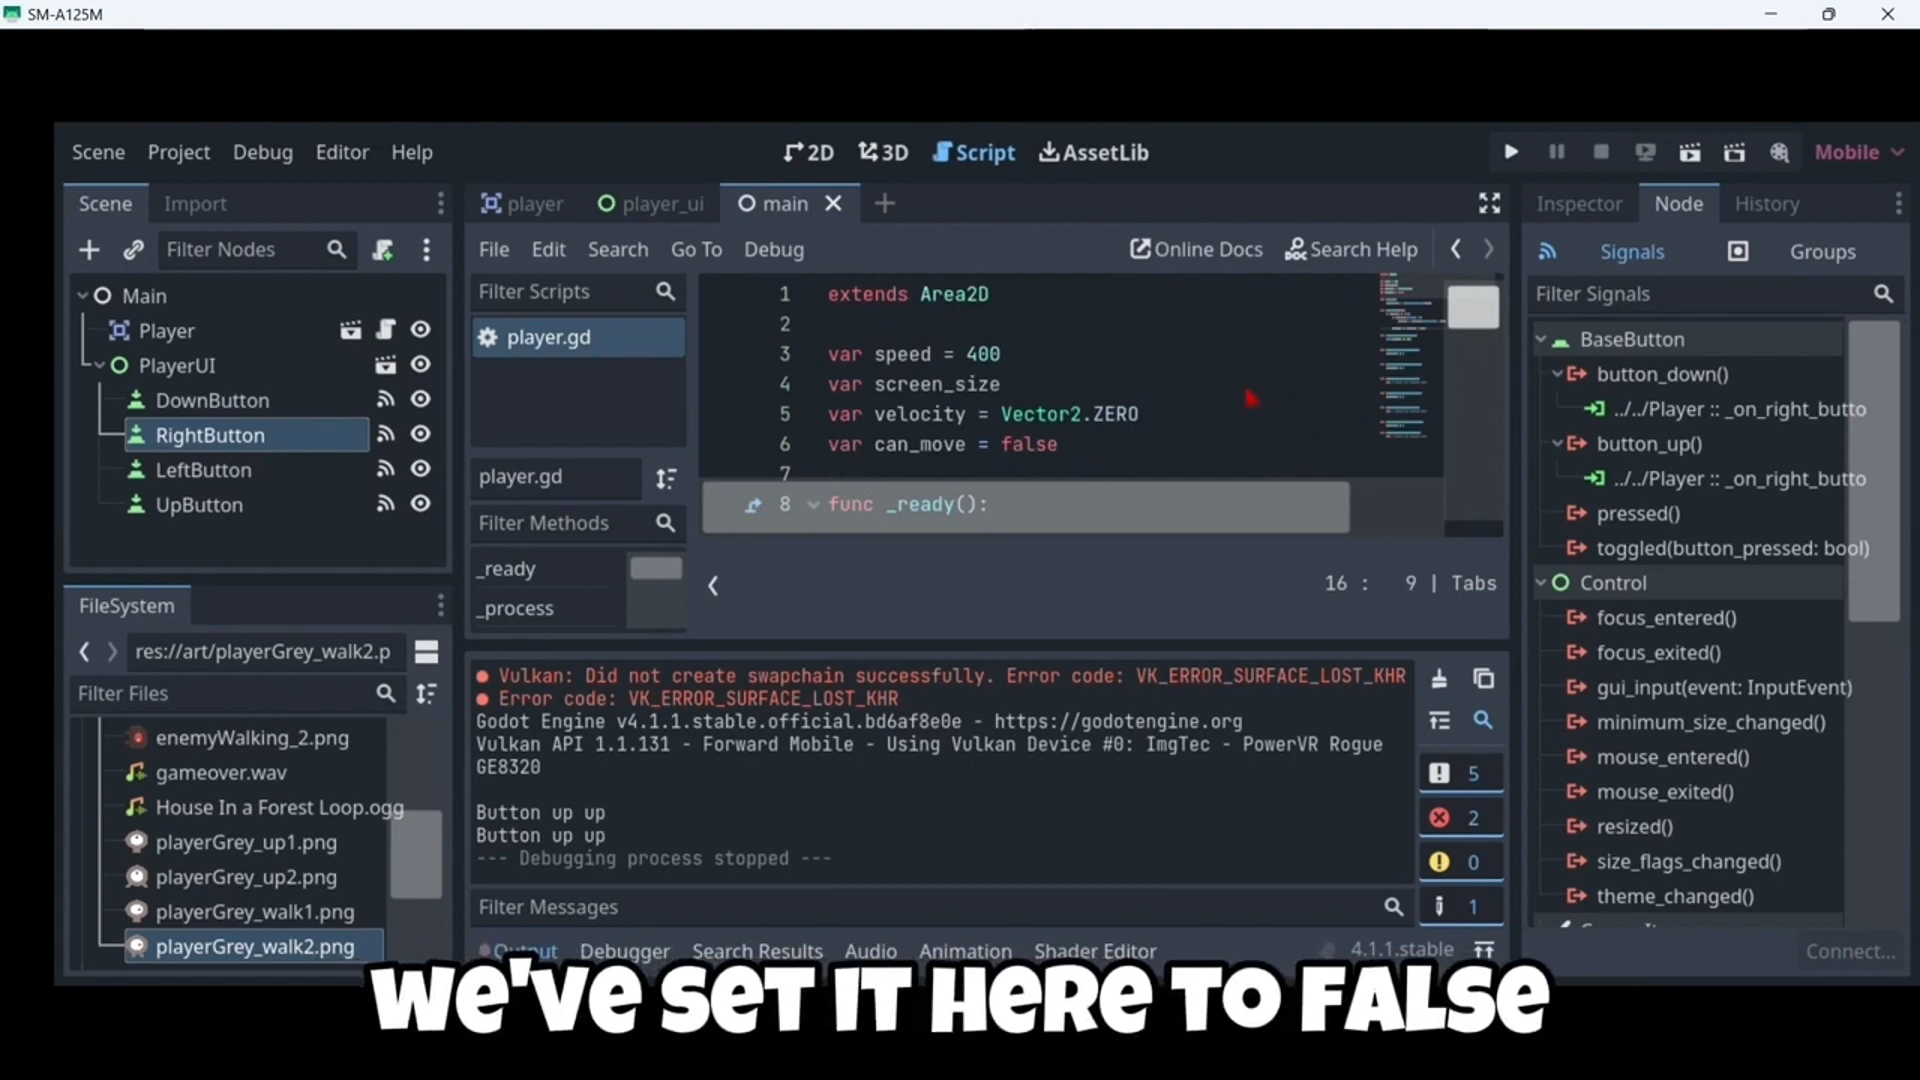 SM-A125M
Scene Project Debug Editor Help
2D 3D Script AssetLib
Mobile
Scene Import
player player_ui main
Inspector Node History
Filter Nodes
File Edit Search Go To Debug
Online Docs Search Help
Signals Groups
Main
Player
PlayerUI
DownButton
RightButton
LeftButton
UpButton
Filter Scripts
player.gd
player.gd
Filter Methods
_ready
_process
1 extends Area2D
2
3 var speed = 400
4 var screen_size
5 var velocity = Vector2.ZERO
6 var can_move = false
7
8 func _ready():
16 : 9 | Tabs
Filter Signals
BaseButton
button_down()
../../Player :: _on_right_butto
button_up()
../../Player :: _on_right_butto
pressed()
toggled(button_pressed: bool)
Control
focus_entered()
focus_exited()
gui_input(event: InputEvent)
minimum_size_changed()
mouse_entered()
mouse_exited()
resized()
size_flags_changed()
theme_changed()
Connect...
FileSystem
res://art/playerGrey_walk2.p
Filter Files
enemyWalking_2.png
gameover.wav
House In a Forest Loop.ogg
playerGrey_up1.png
playerGrey_up2.png
playerGrey_walk1.png
playerGrey_walk2.png
Vulkan: Did not create swapchain successfully. Error code: VK_ERROR_SURFACE_LOST_KHR
Error code: VK_ERROR_SURFACE_LOST_KHR
Godot Engine v4.1.1.stable.official.bd6af8e0e - https://godotengine.org
Vulkan API 1.1.131 - Forward Mobile - Using Vulkan Device #0: ImgTec - PowerVR Rogue
GE8320
Button up up
Button up up
--- Debugging process stopped ---
5
2
0
1
Filter Messages
Output Debugger Search Results Audio Animation Shader Editor
4.1.1.stable
We've set it here to false